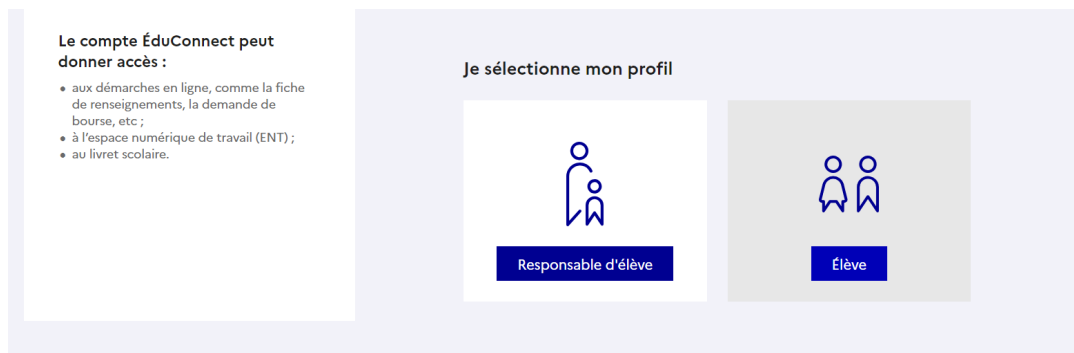 Le compte ÉduConnect peut
donner accès :
• aux démarches en ligne, comme la fiche
de renseignements, la demande de
bourse, etc ;
• à l'espace numérique de travail (ENT) ;
• au livret scolaire.
Je sélectionne mon profil
Responsable d'élève
Élève